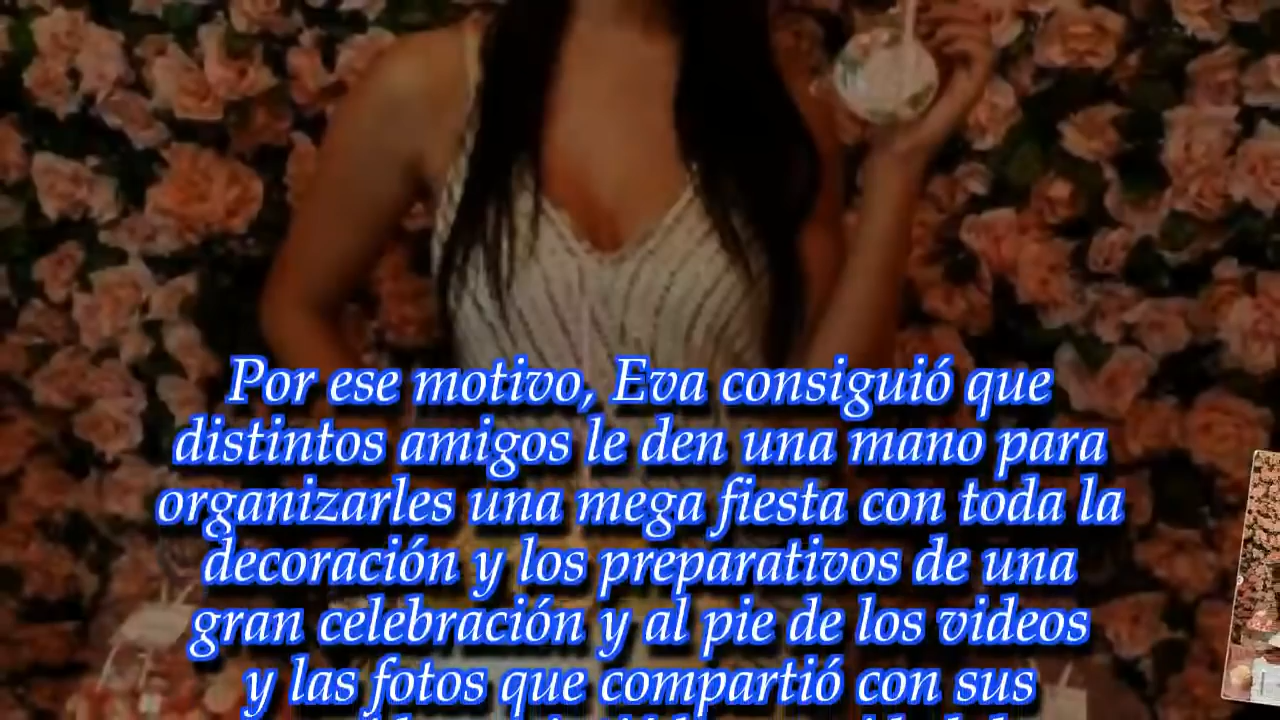 Por ese motivo, Eva consiguió que
distintos amigos le den una mano para
organizarles una mega fiesta con toda la
decoración y los preparativos de una
gran celebración y al pie de los videos
y las fotos que compartió con sus